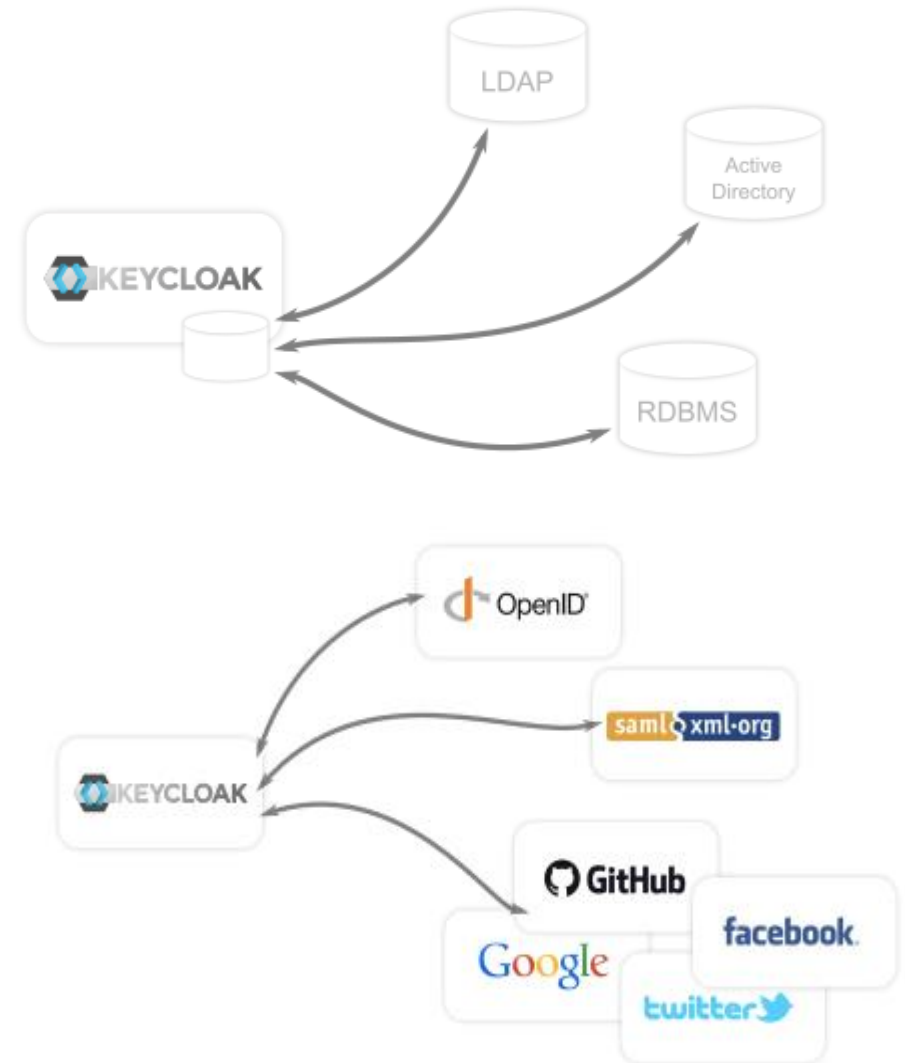 LDAP
Active
Directory
KEYCLOAK
RDBMS
OpenID®
saml xml·org
KEYCLOAK
GitHub
facebook.
Google
twitter